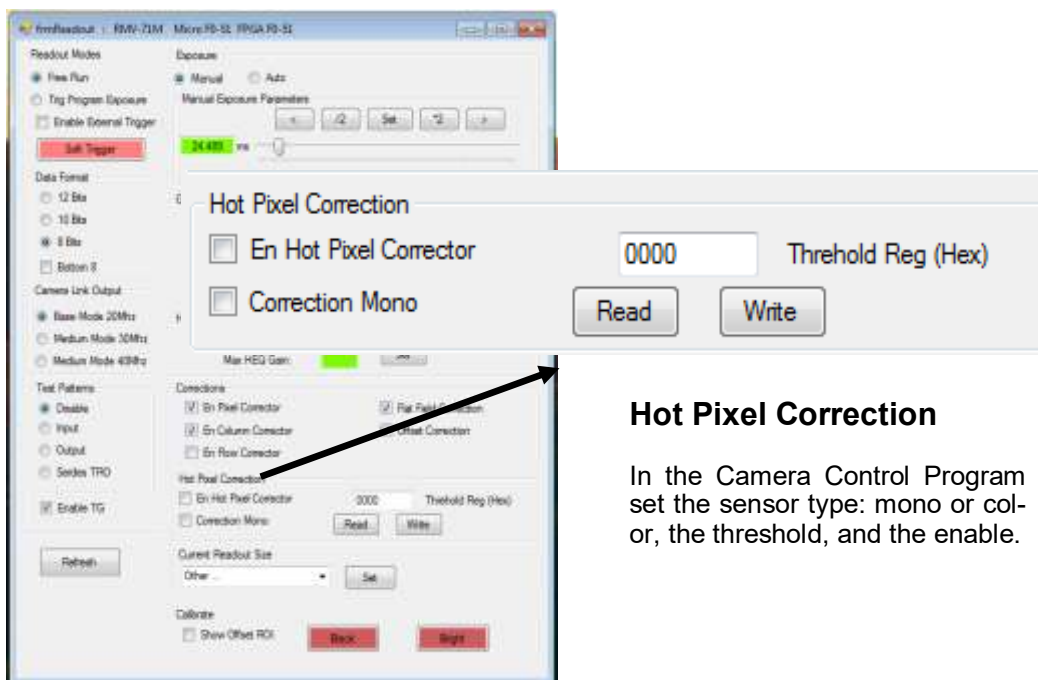 frmReadout : RMV-71M Micro F0-S1 FPGA F0-S1
Readout Modes
Free Run
Trig Program Exposure
Enable External Trigger
Soft Trigger
Data Format
12 Bits
10 Bits
8 Bits
Bottom 8
Camera Link Output
Base Mode 20Mhz
Medium Mode 30Mhz
Medium Mode 40Mhz
Test Patterns
Disable
Input
Output
Serdes TRO
Enable TG
Refresh
Exposure
Manual Auto
Manual Exposure Parameters
< /2 Set *2 >
ms
Hot Pixel Correction
En Hot Pixel Corrector 0000 Threhold Reg (Hex)
Correction Mono Read Write
Max HEQ Gain:
Corrections
En Pixel Corrector Flat Field Correction
En Column Corrector Offset Correction
En Row Corrector
Hot Pixel Correction
En Hot Pixel Corrector 0000 Threhold Reg (Hex)
Correction Mono Read Write
Current Readout Size
Other ... Set
Calibrate
Show Offset ROI Black Bright
Hot Pixel Correction
In the Camera Control Program
set the sensor type: mono or col-
or, the threshold, and the enable.